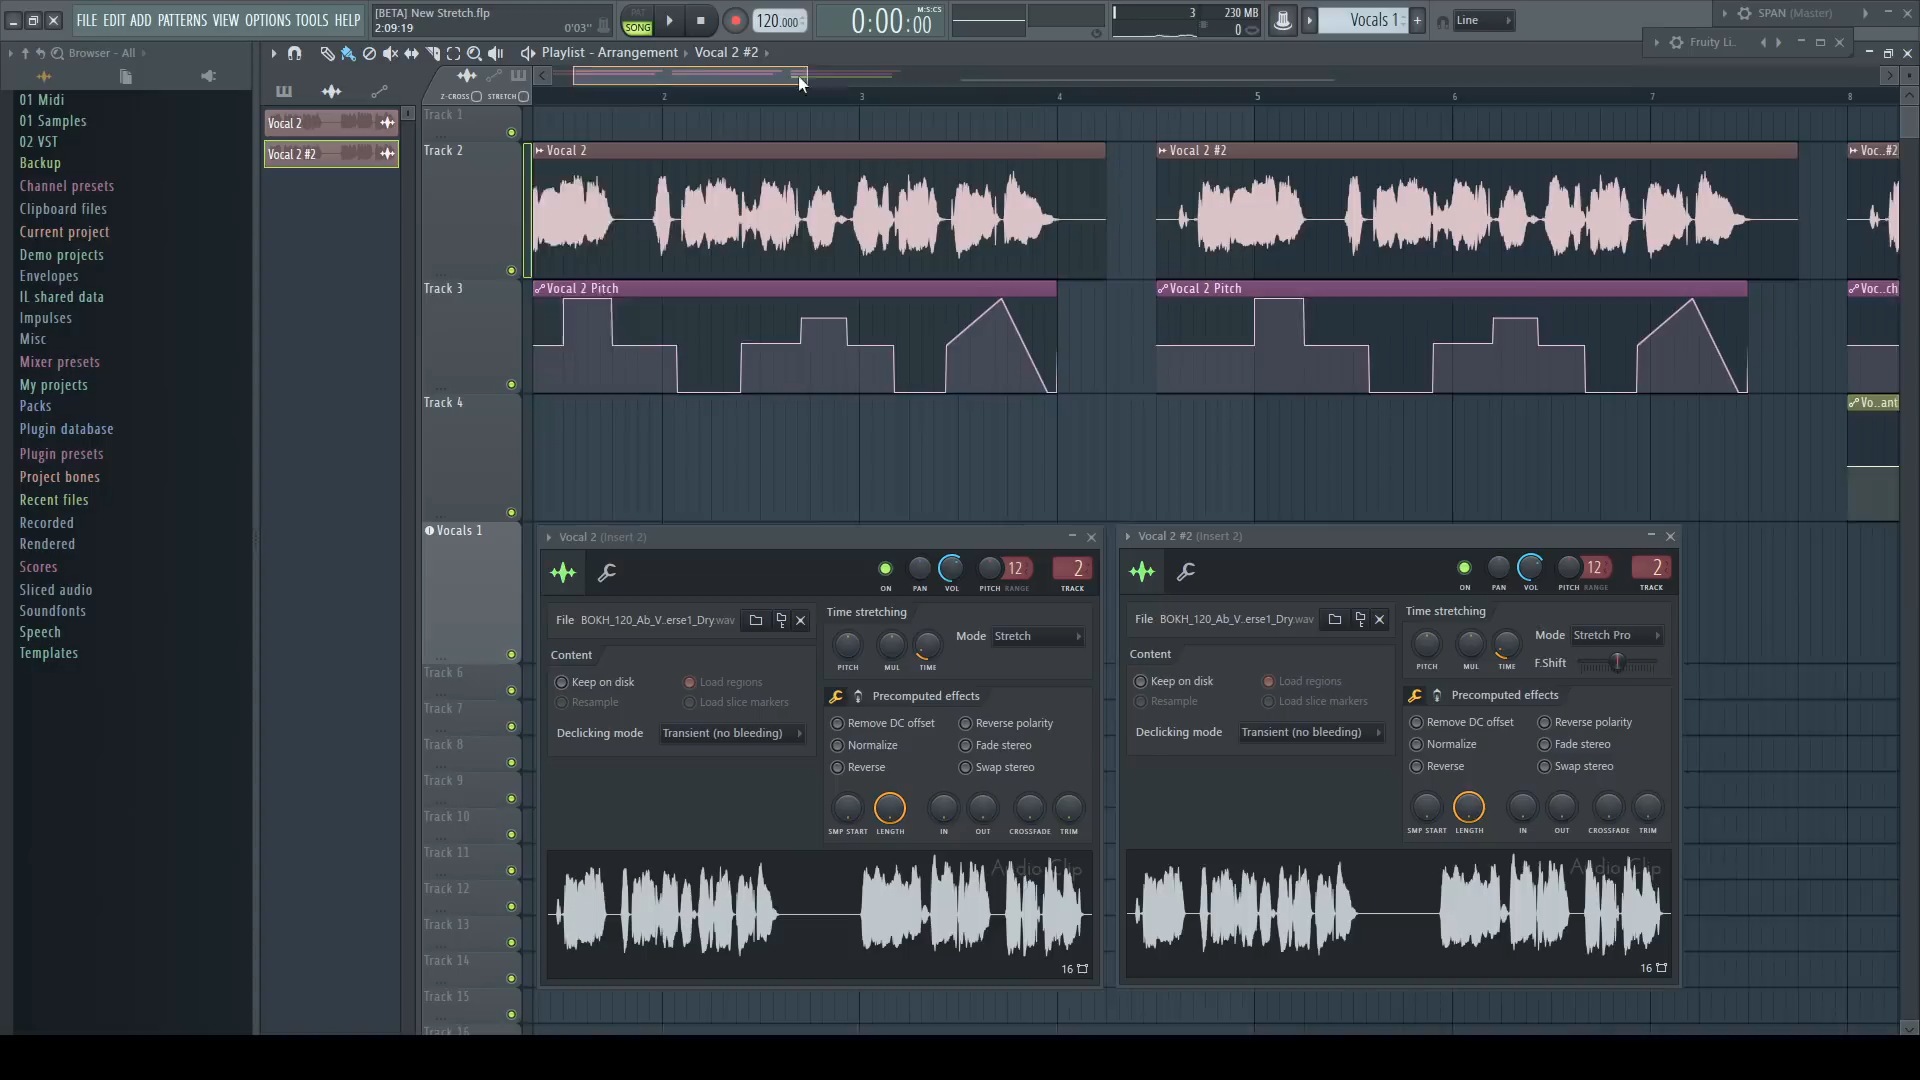 FILE EDIT ADD PATTERNS VIEW OPTIONS TOOLS HELP
[BETA] New Stretch.flp
2:09:19 0'03"
PAT
SONG
120.000
0:00:00
M:S:CS
3
230 MB
0
Vocals 1
Line
SPAN (Master)
Fruity Li..
Browser - All
Playlist - Arrangement › Vocal 2 #2 ›
01 Midi
01 Samples
02 VST
Backup
Channel presets
Clipboard files
Current project
Demo projects
Envelopes
IL shared data
Impulses
Misc
Mixer presets
My projects
Packs
Plugin database
Plugin presets
Project bones
Recent files
Recorded
Rendered
Scores
Sliced audio
Soundfonts
Speech
Templates
Vocal 2
Vocal 2 #2
Z-CROSS STRETCH
2 3 4 5 6 7 8
Track 1
Track 2
Vocal 2
Vocal 2 #2
Voc..#2
Track 3
Vocal 2 Pitch
Vocal 2 Pitch
Voc..ch
Track 4
Vo..ant
Vocals 1
Track 6
Track 7
Track 8
Track 9
Track 10
Track 11
Track 12
Track 13
Track 14
Track 15
Track 16
Vocal 2 (Insert 2)
12
2
ON PAN VOL PITCH RANGE TRACK
File BOKH_120_Ab_V..erse1_Dry.wav
Time stretching
PITCH MUL TIME
Mode Stretch
Content
Keep on disk
Load regions
Resample
Load slice markers
Declicking mode Transient (no bleeding)
Precomputed effects
Remove DC offset
Reverse polarity
Normalize
Fade stereo
Reverse
Swap stereo
SMP START LENGTH IN OUT CROSSFADE TRIM
Audio Clip
16
Vocal 2 #2 (Insert 2)
12
2
ON PAN VOL PITCH RANGE TRACK
File BOKH_120_Ab_V..erse1_Dry.wav
Time stretching
PITCH MUL TIME
Mode Stretch Pro
F.Shift
Content
Keep on disk
Load regions
Resample
Load slice markers
Declicking mode Transient (no bleeding)
Precomputed effects
Remove DC offset
Reverse polarity
Normalize
Fade stereo
Reverse
Swap stereo
SMP START LENGTH IN OUT CROSSFADE TRIM
Audio Clip
16